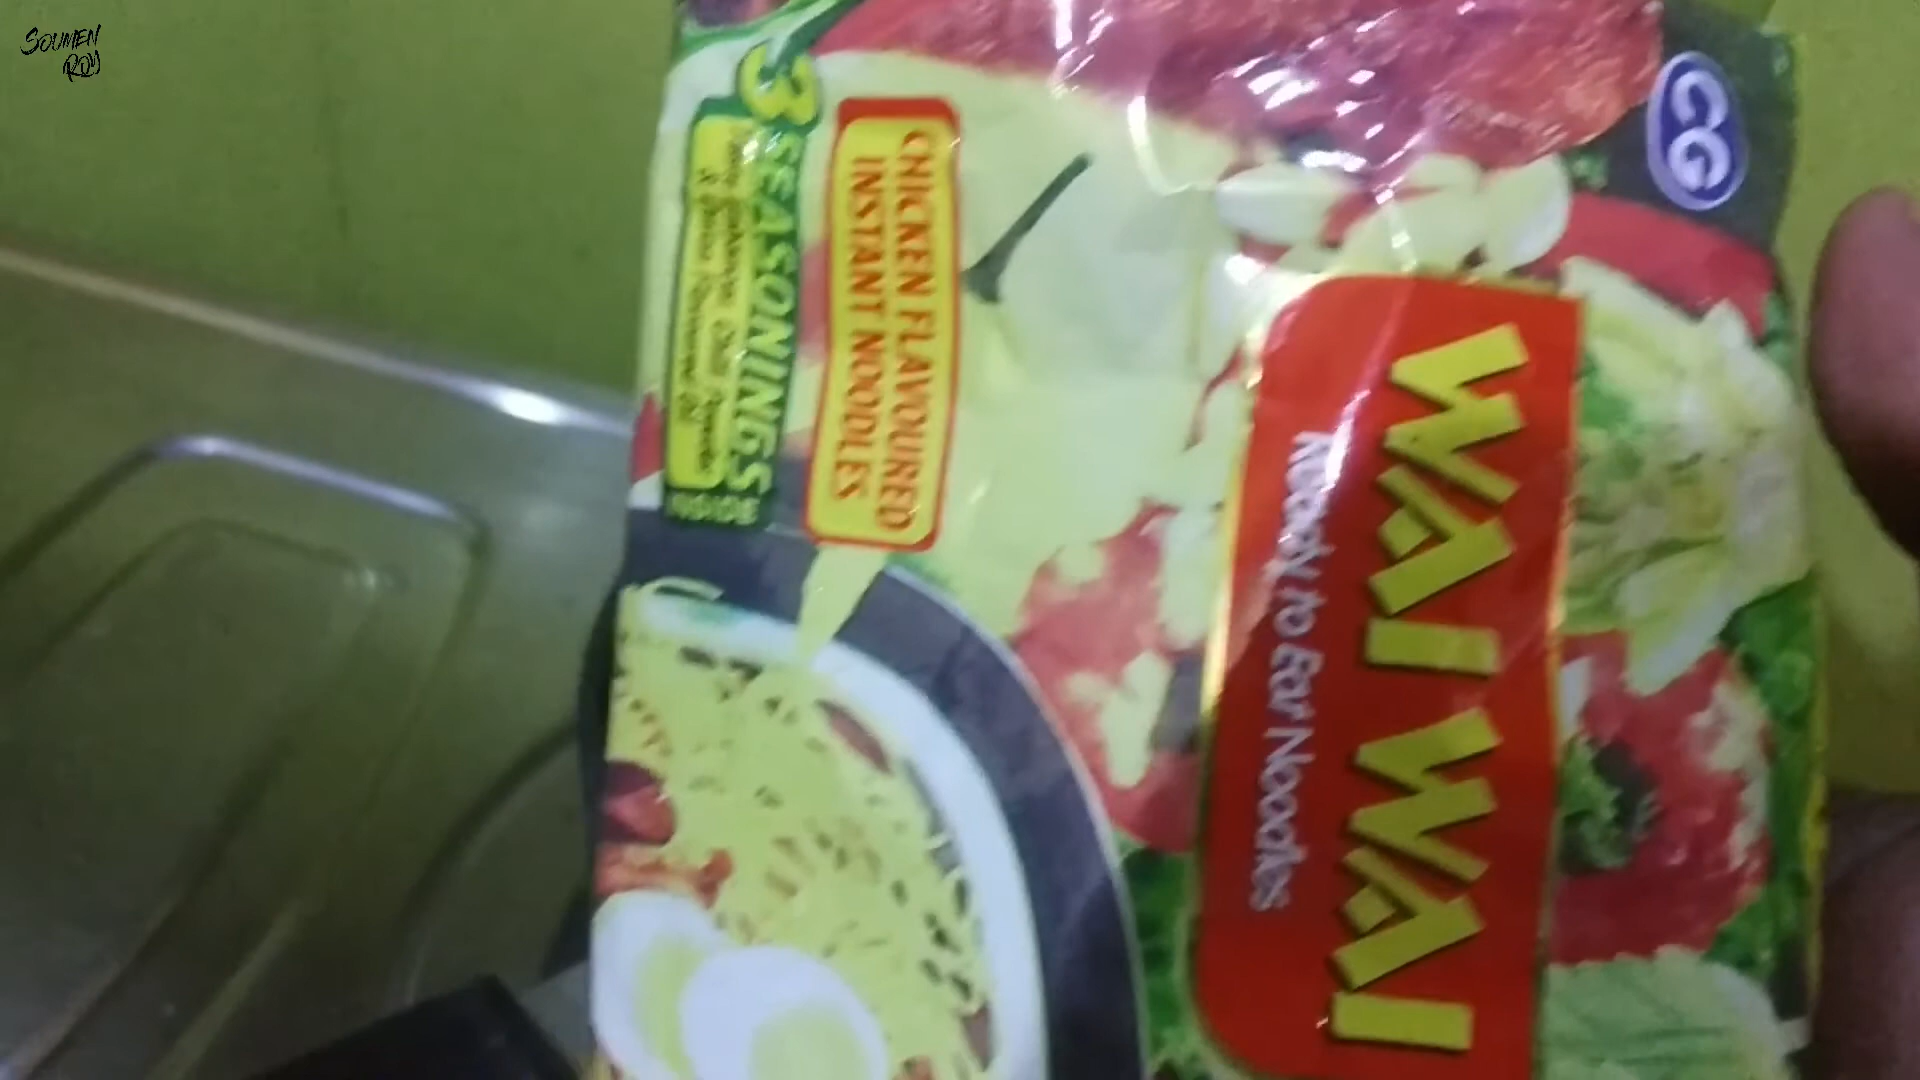 SOUMEN
ROY
CG
WAI WAI
Ready to Eat Noodles
CHICKEN FLAVOURED
INSTANT NOODLES
3 SEASONINGS
INSIDE